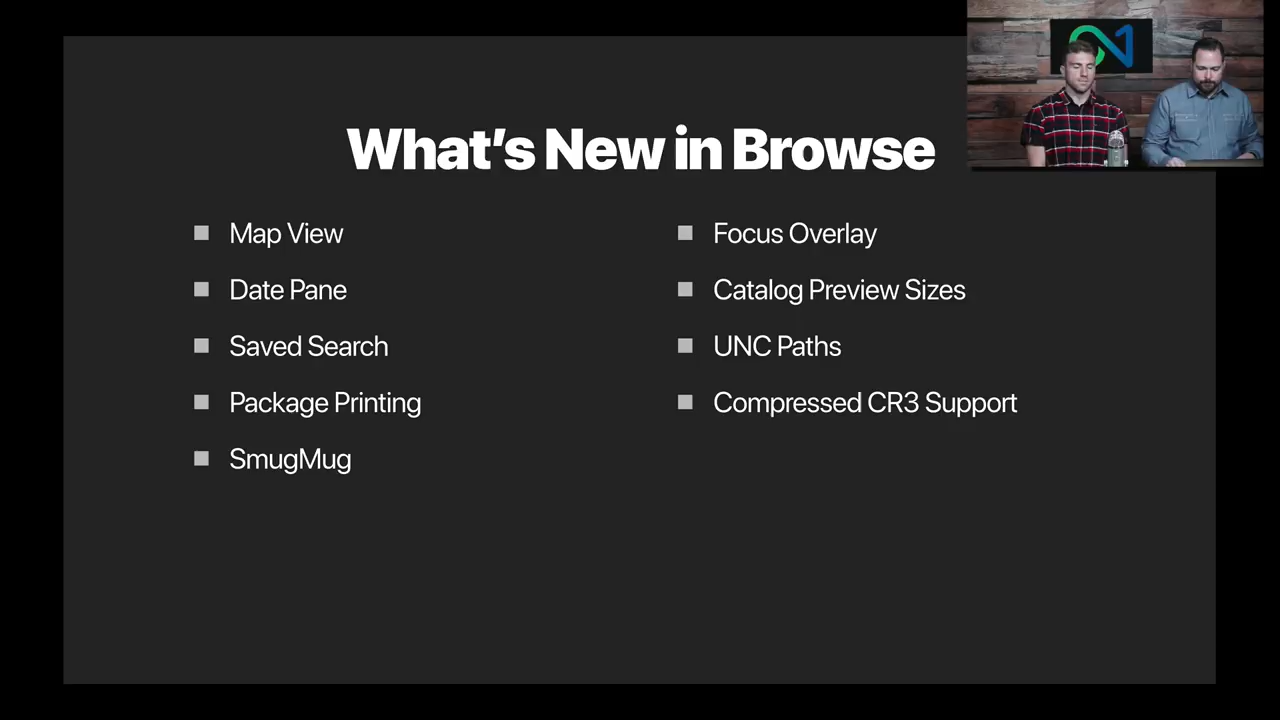 What's New in Browse
Map View
Date Pane
Saved Search
Package Printing
SmugMug
Focus Overlay
Catalog Preview Sizes
UNC Paths
Compressed CR3 Support